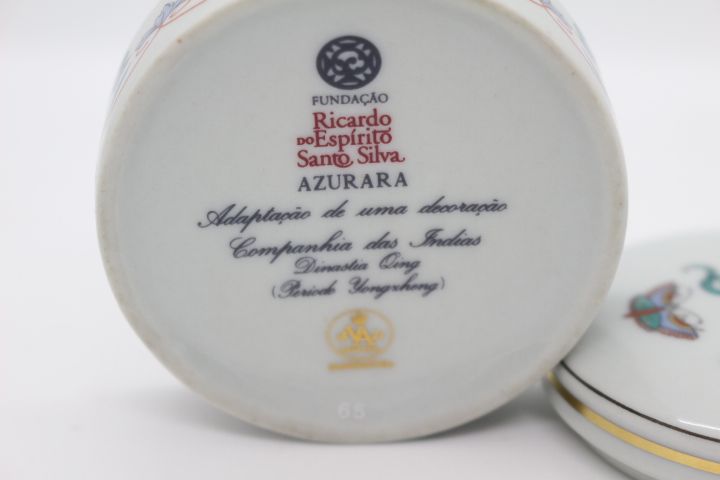 FUNDAÇÃO
Ricardo
DO Espírito
Santo Silva
AZURARA
Adaptação de uma decoração
Companhia das Indias
Dinastia Qing
(Periodo Yongzheng)
65